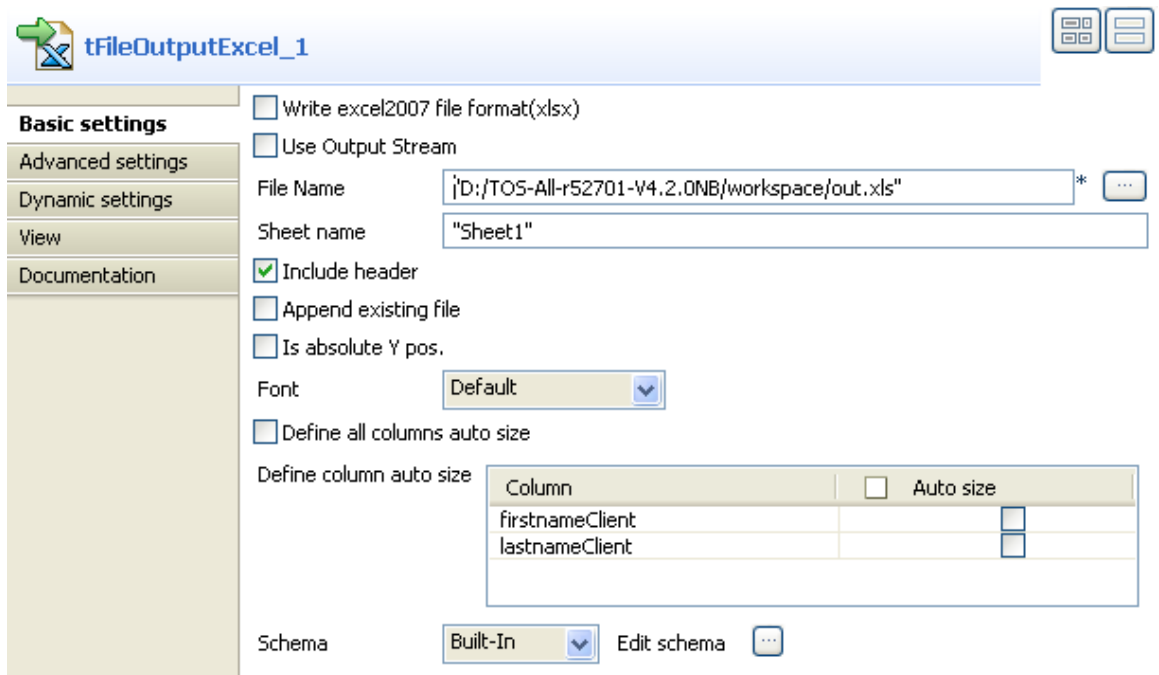 tFileOutputExcel_1
Basic settings
Advanced settings
Dynamic settings
View
Documentation
Write excel2007 file format(xlsx)
Use Output Stream
File Name "D:/TOS-All-r52701-V4.2.0NB/workspace/out.xls" * ...
Sheet name "Sheet1"
Include header
Append existing file
Is absolute Y pos.
Font Default
Define all columns auto size
Define column auto size
Column Auto size
firstnameClient
lastnameClient
Schema Built-In Edit schema ...